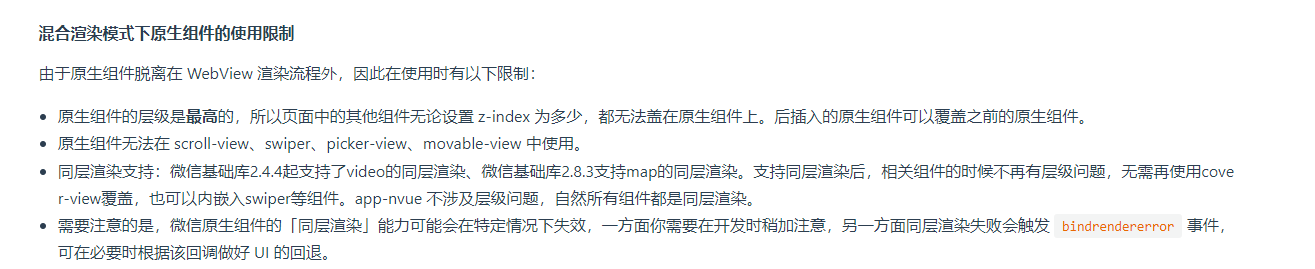 混合渲染模式下原生组件的使用限制
由于原生组件脱离在 WebView 渲染流程外，因此在使用时有以下限制：
原生组件的层级是最高的，所以页面中的其他组件无论设置 z-index 为多少，都无法盖在原生组件上。后插入的原生组件可以覆盖之前的原生组件。
原生组件无法在 scroll-view、swiper、picker-view、movable-view 中使用。
同层渲染支持：微信基础库2.4.4起支持了video的同层渲染、微信基础库2.8.3支持map的同层渲染。支持同层渲染后，相关组件的时候不再有层级问题，无需再使用cove
r-view覆盖，也可以内嵌入swiper等组件。app-nvue 不涉及层级问题，自然所有组件都是同层渲染。
需要注意的是，微信原生组件的「同层渲染」能力可能会在特定情况下失效，一方面你需要在开发时稍加注意，另一方面同层渲染失败会触发 bindrendererror 事件，
可在必要时根据该回调做好 UI 的回退。